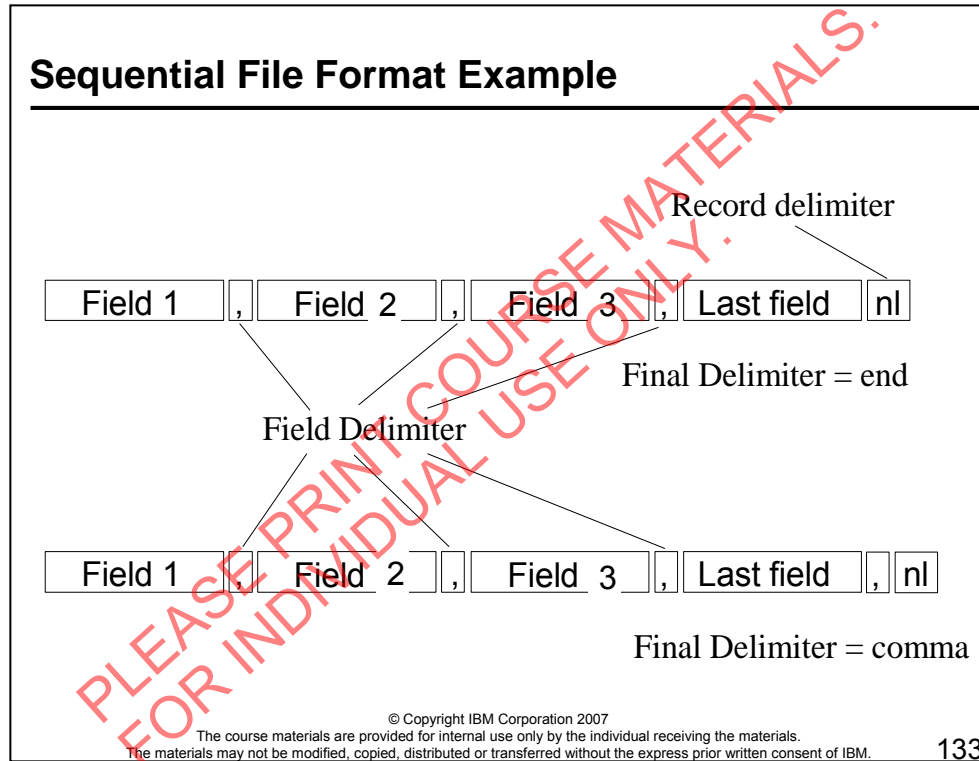 Sequential File Format Example
Record delimiter
Field 1 , Field 2 , Field 3 , Last field nl
Final Delimiter = end
Field Delimiter
Field 1 , Field 2 , Field 3 , Last field , nl
Final Delimiter = comma
PLEASE PRINT COURSE MATERIALS.
FOR INDIVIDUAL USE ONLY.
© Copyright IBM Corporation 2007
The course materials are provided for internal use only by the individual receiving the materials.
The materials may not be modified, copied, distributed or transferred without the express prior written consent of IBM.
133